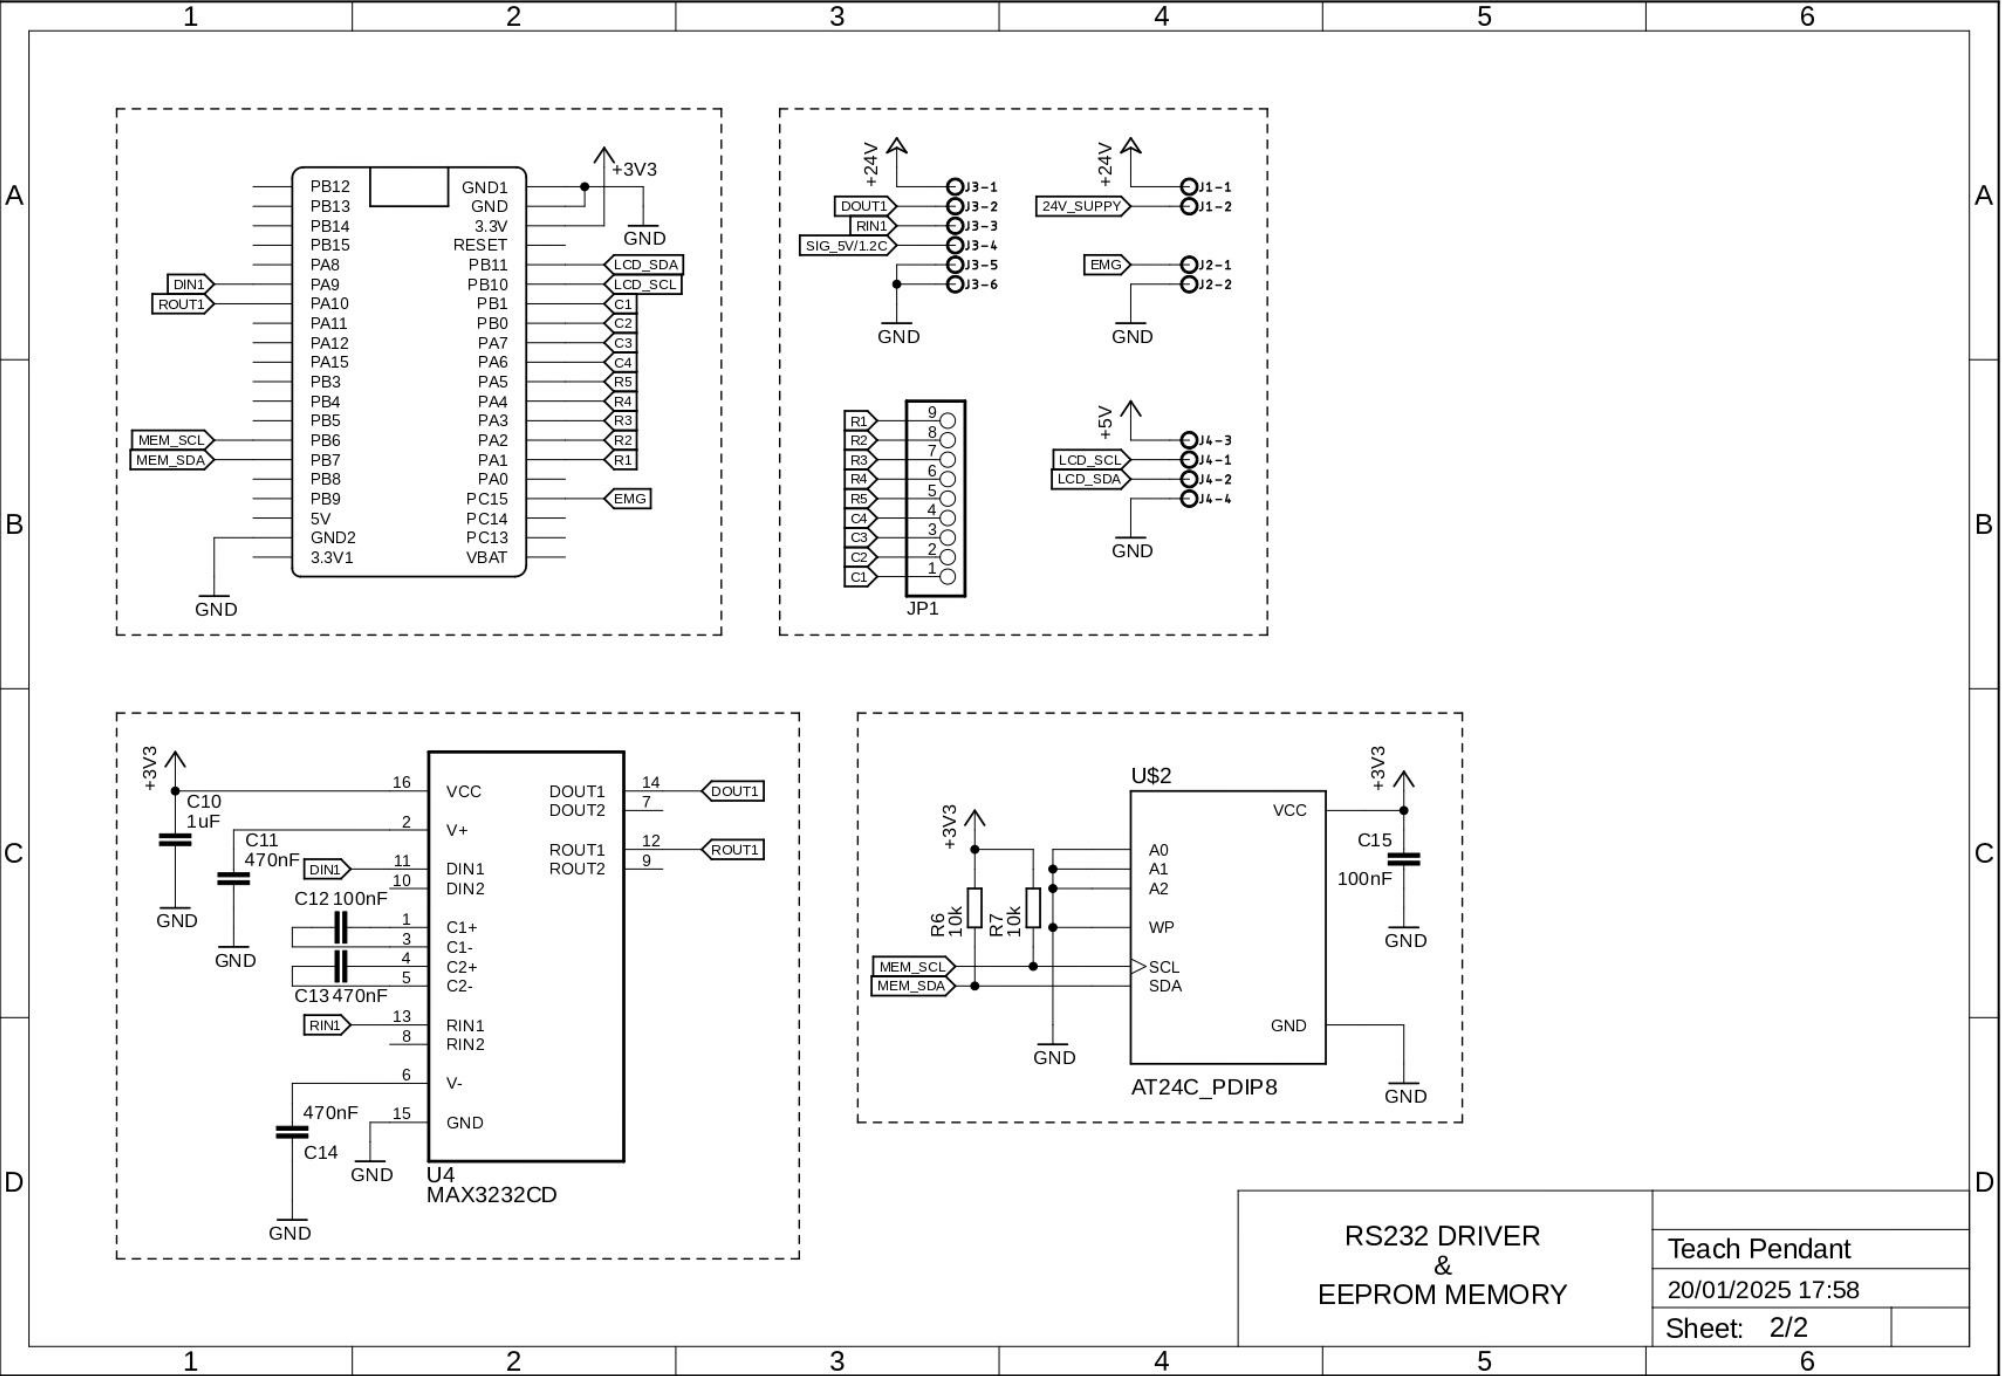 1 2 3 4 5 6
A A
B B
C C
D D
+3V3
PB12 GND1
PB13 GND
PB14 3.3V
GND
PB15 RESET
PA8 PB11 LCD_SDA
DIN1 PA9 PB10 LCD_SCL
ROUT1 PA10 PB1 C1
PA11 PB0 C2
PA12 PA7 C3
PA15 PA6 C4
PB3 PA5 R5
PB4 PA4 R4
PB5 PA3 R3
MEM_SCL PB6 PA2 R2
MEM_SDA PB7 PA1 R1
PB8 PA0
PB9 PC15 EMG
5V PC14
GND2 PC13
3.3V1 VBAT
GND
+24V
J3-1
DOUT1 J3-2
RIN1 J3-3
SIG_5V/1.2C J3-4
J3-5
J3-6
GND
+24V
J1-1
24V_SUPPY J1-2
EMG J2-1
J2-2
GND
R1 9
R2 8
R3 7
R4 6
R5 5
C4 4
C3 3
C2 2
C1 1
JP1
+5V
J4-3
LCD_SCL J4-1
LCD_SDA J4-2
J4-4
GND
+3V3
C10
1uF
GND
C11
470nF
GND
16 VCC DOUT1 14 DOUT1
DOUT2 7
2 V+
ROUT1 12 ROUT1
DIN1 11 DIN1 ROUT2 9
10 DIN2
C12 100nF
1 C1+
3 C1-
4 C2+
5 C2-
C13 470nF
RIN1 13 RIN1
8 RIN2
6 V-
470nF
C14
GND
15 GND
GND
U4
MAX3232CD
U$2
+3V3
VCC
C15
100nF
GND
+3V3
R6
10k
R7
10k
A0
A1
A2
WP
MEM_SCL SCL
MEM_SDA SDA
GND
GND
GND
AT24C_PDIP8
RS232 DRIVER
&
EEPROM MEMORY
Teach Pendant
20/01/2025 17:58
Sheet: 2/2
1 2 3 4 5 6